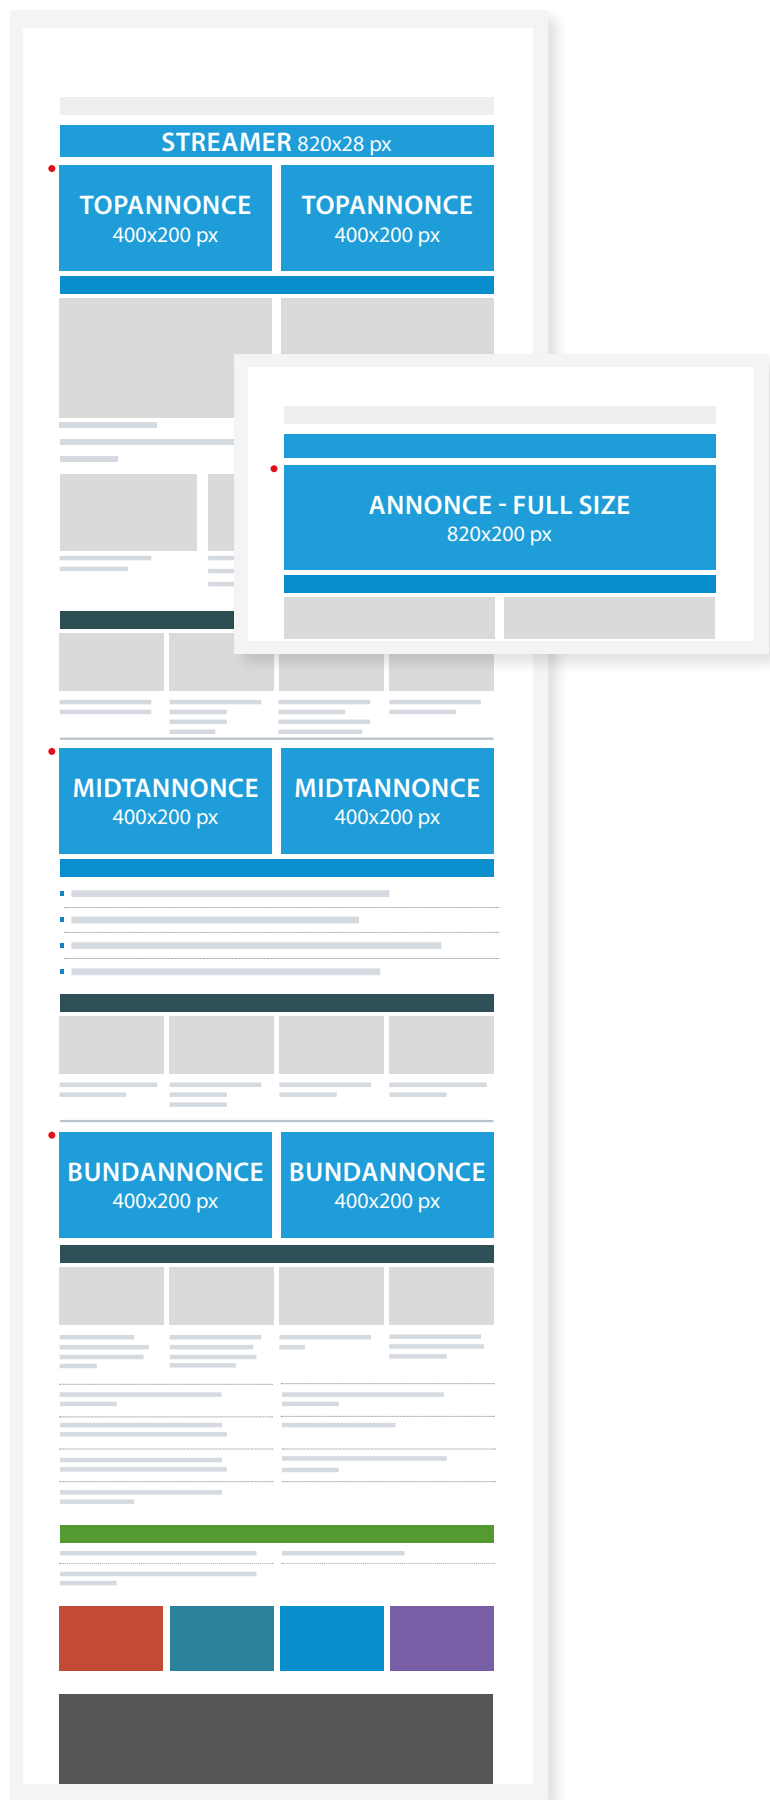 STREAMER 820x28 px
TOPANNONCE
400x200 px
TOPANNONCE
400x200 px
ANNONCE - FULL SIZE
820x200 px
MIDTANNONCE
400x200 px
MIDTANNONCE
400x200 px
BUNDANNONCE
400x200 px
BUNDANNONCE
400x200 px